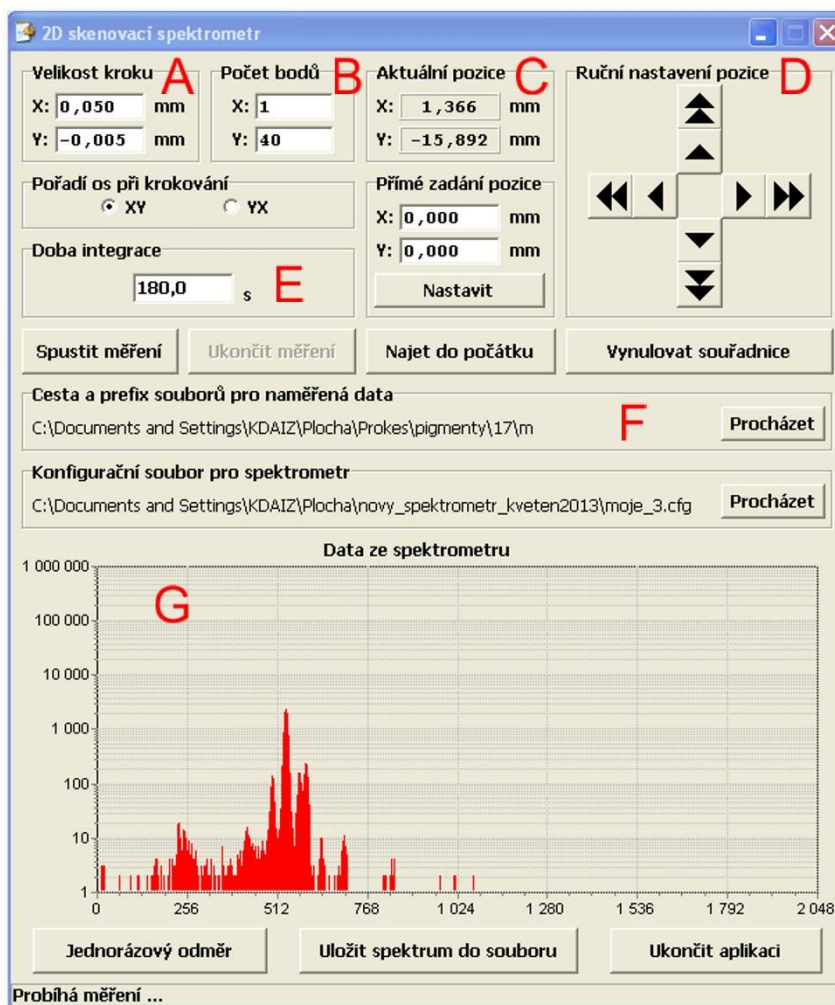 2D skenovací spektrometr
Velikost kroku A
X: 0,050 mm
Y: -0,005 mm
Počet bodů B
X: 1
Y: 40
Aktuální pozice C
X: 1,366 mm
Y: -15,892 mm
Ruční nastavení pozice D
Pořadí os při krokování
XY YX
Přímé zadání pozice
X: 0,000 mm
Y: 0,000 mm
Nastavit
Doba integrace
180,0 s E
Spustit měření Ukončit měření Najet do počátku Vynulovat souřadnice
Cesta a prefix souborů pro naměřená data
C:\Documents and Settings\KDAIZ\Plocha\Prokes\pigmenty\17\m F Procházet
Konfigurační soubor pro spektrometr
C:\Documents and Settings\KDAIZ\Plocha\novy_spektrometr_kveten2013\moje_3.cfg Procházet
Data ze spektrometru
G
1 000 000
100 000
10 000
1 000
100
10
1
0 256 512 768 1 024 1 280 1 536 1 792 2 048
Jednorázový odměr Uložit spektrum do souboru Ukončit aplikaci
Probíhá měření ...